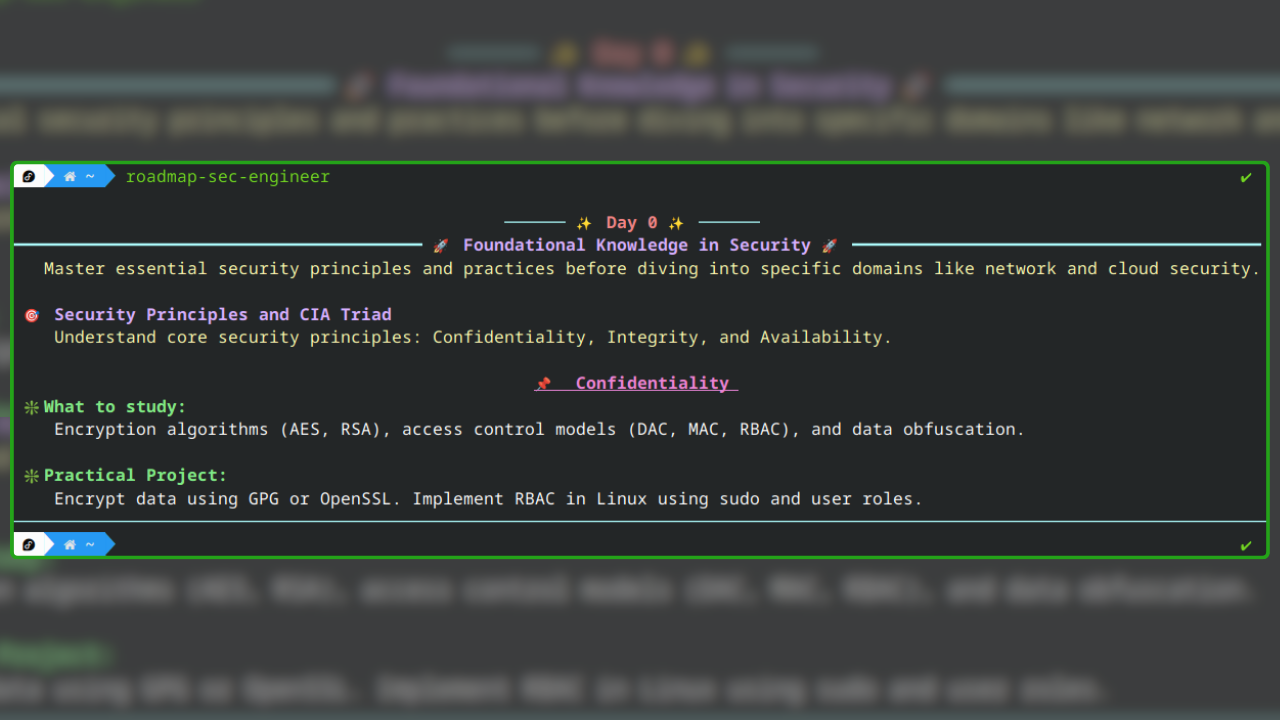 ~ roadmap-sec-engineer ✔
✨ Day 0 ✨
🚀 Foundational Knowledge in Security 🚀
Master essential security principles and practices before diving into specific domains like network and cloud security.
🎯 Security Principles and CIA Triad
Understand core security principles: Confidentiality, Integrity, and Availability.
📌 Confidentiality
❇️ What to study:
Encryption algorithms (AES, RSA), access control models (DAC, MAC, RBAC), and data obfuscation.
❇️ Practical Project:
Encrypt data using GPG or OpenSSL. Implement RBAC in Linux using sudo and user roles.
~ ✔